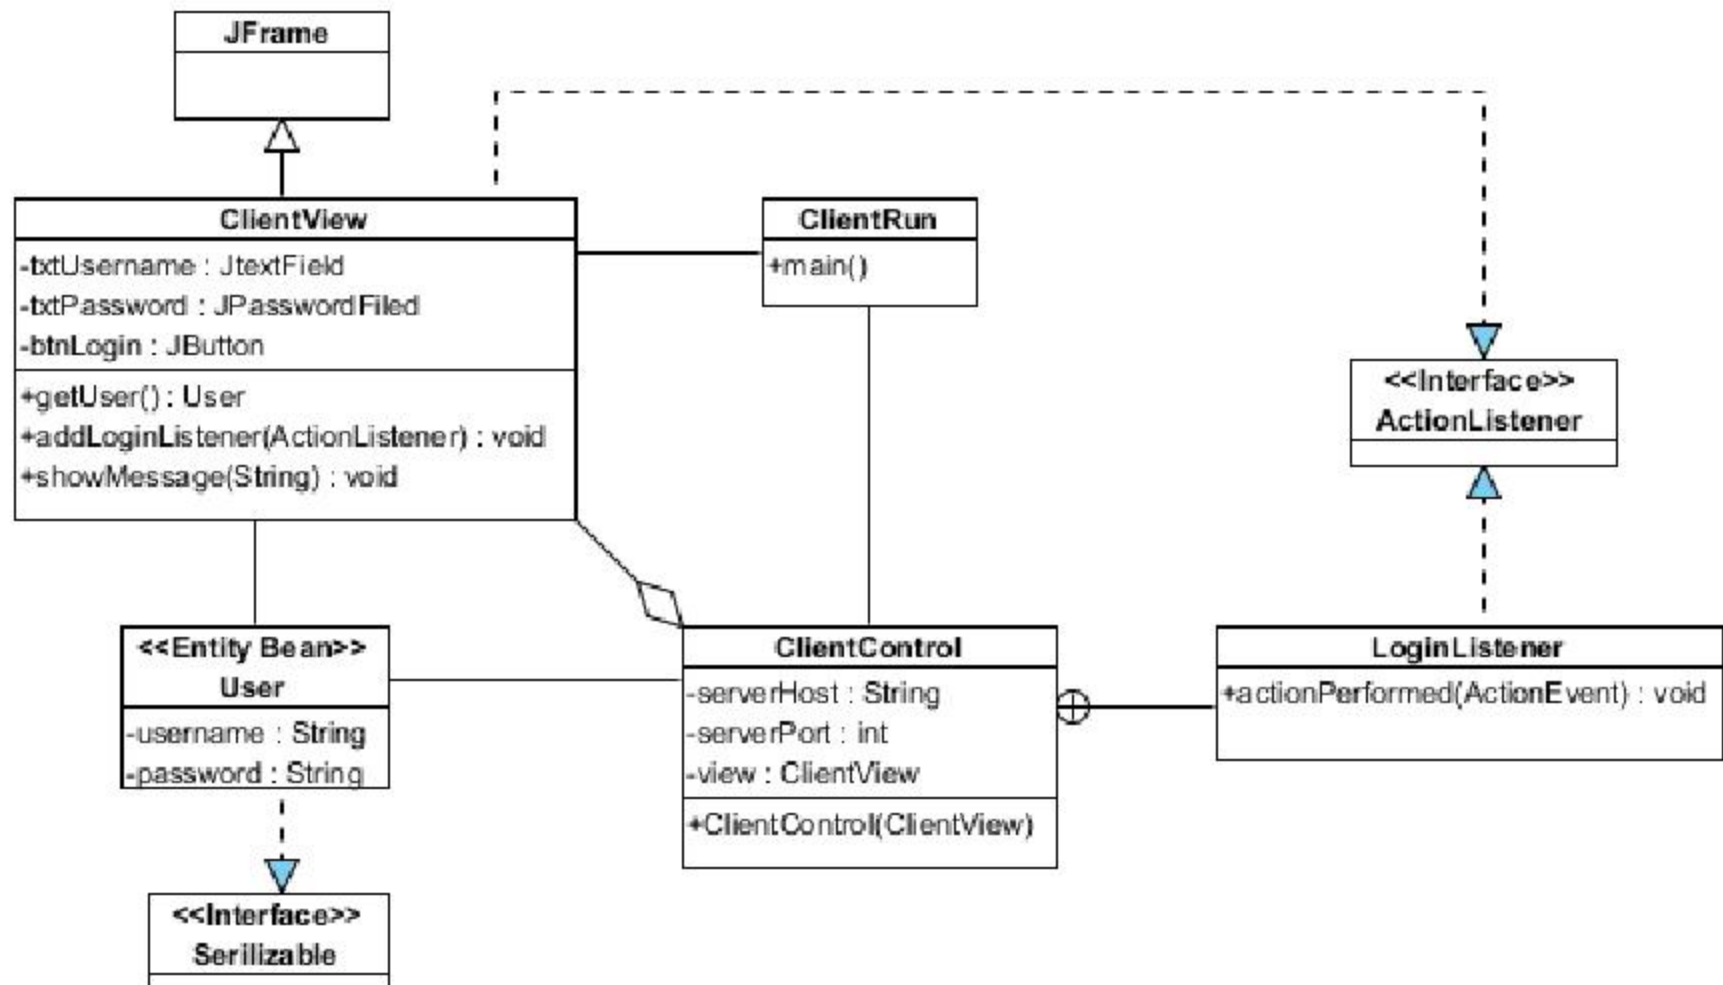 JFrame
ClientView
-txtUsername : JtextField
-txtPassword : JPasswordFiled
-btnLogin : JButton
+getUser() : User
+addLoginListener(ActionListener) : void
+showMessage(String) : void
ClientRun
+main()
<<Interface>>
ActionListener
<<Entity Bean>>
User
-username : String
-password : String
ClientControl
-serverHost : String
-serverPort : int
-view : ClientView
+ClientControl(ClientView)
LoginListener
+actionPerformed(ActionEvent) : void
<<Interface>>
Serilizable